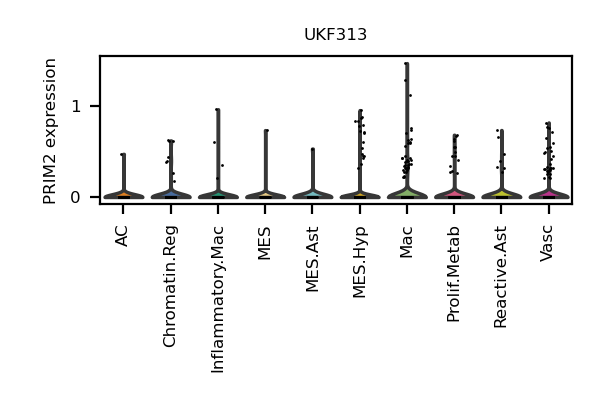 UKF313
PRIM2 expression
1
0
AC
Chromatin.Reg
Inflammatory.Mac
MES
MES.Ast
MES.Hyp
Mac
Prolif.Metab
Reactive.Ast
Vasc